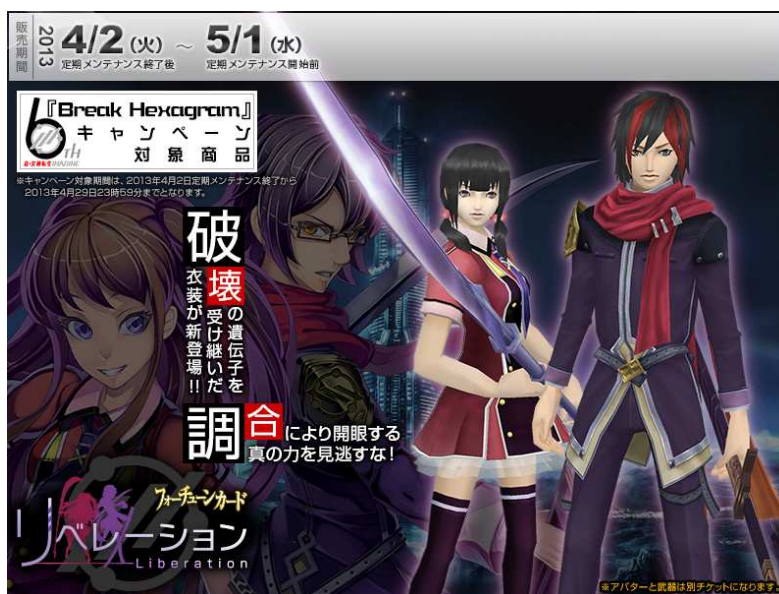 販売期間
2013
4/2(火) ~ 5/1(水)
定期メンテナンス終了後 定期メンテナンス開始前
『Break Hexagram』
キャンペーン
対象商品
6TH
※キャンペーン対象期間は、2013年4月2日定期メンテナンス終了から
2013年4月29日23時59分までとなります。
破壊の遺伝子を
受け継いだ
衣装が新登場!!
調合により開眼する
真の力を見逃すな!
フォーチューンカード
リベレーション
Liberation
※アバターと武器は別チケットになります。